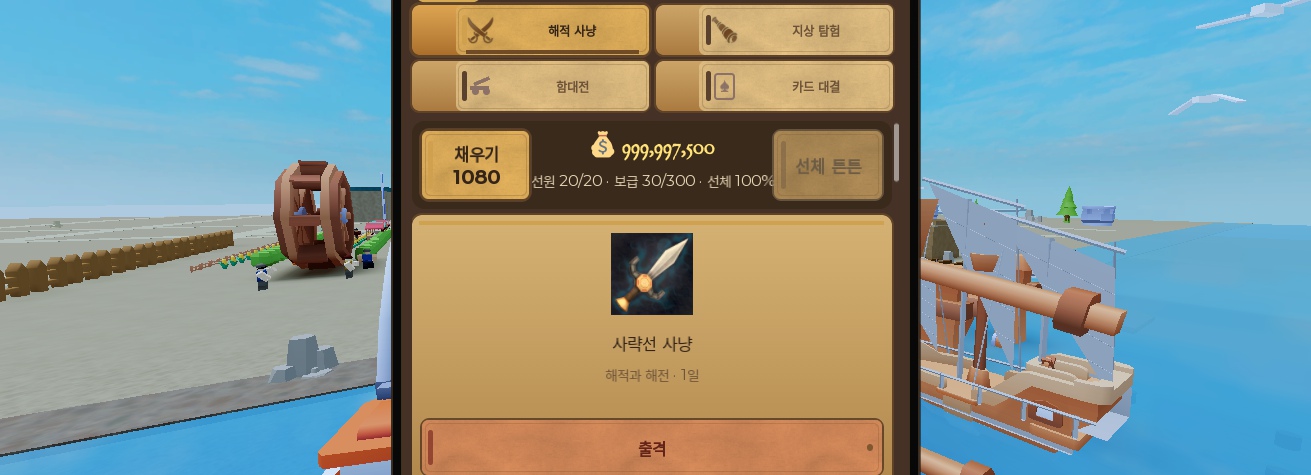 해적 사냥
지상 탐험
함대전
카드 대결
채우기
1080
999,997,500
선원 20/20 · 보급 30/300 · 선체 100%
선체 튼튼
사략선 사냥
해적과 해전 · 1일
출격